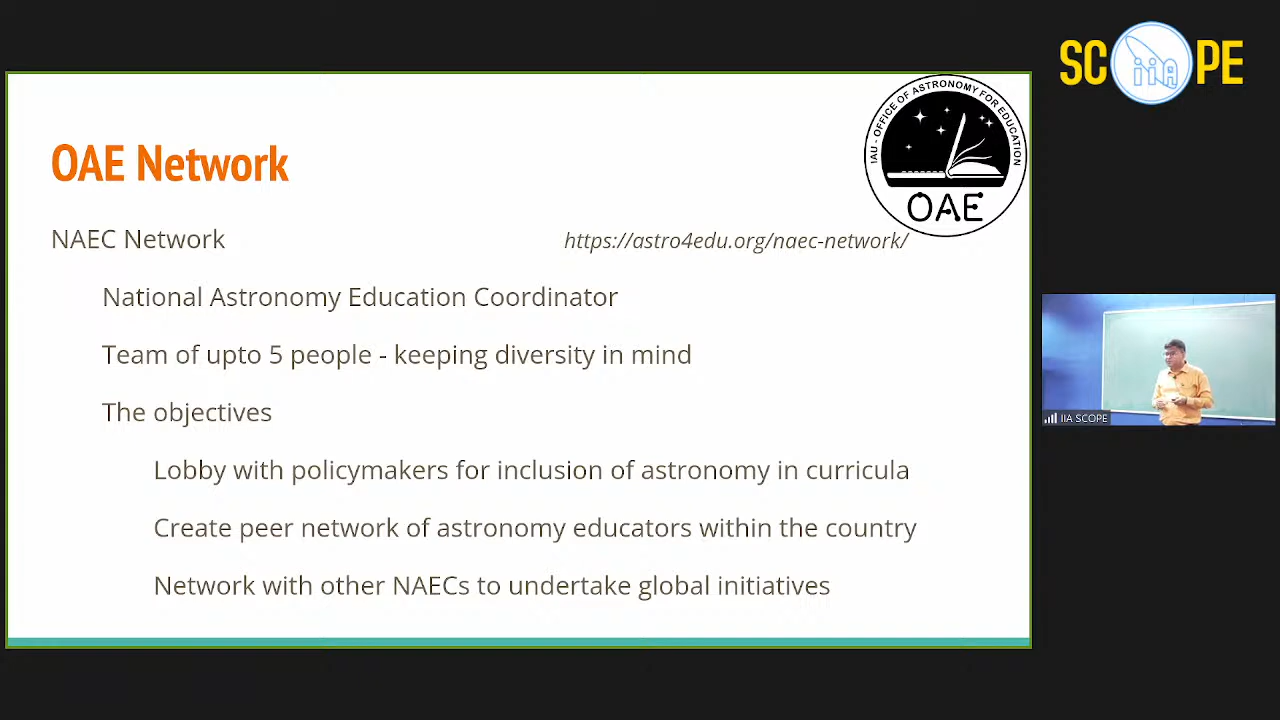 SC iiA PE
IAU - OFFICE OF ASTRONOMY FOR EDUCATION
OAE
OAE Network
NAEC Network https://astro4edu.org/naec-network/
National Astronomy Education Coordinator
Team of upto 5 people - keeping diversity in mind
The objectives
Lobby with policymakers for inclusion of astronomy in curricula
Create peer network of astronomy educators within the country
Network with other NAECs to undertake global initiatives
IIA SCOPE